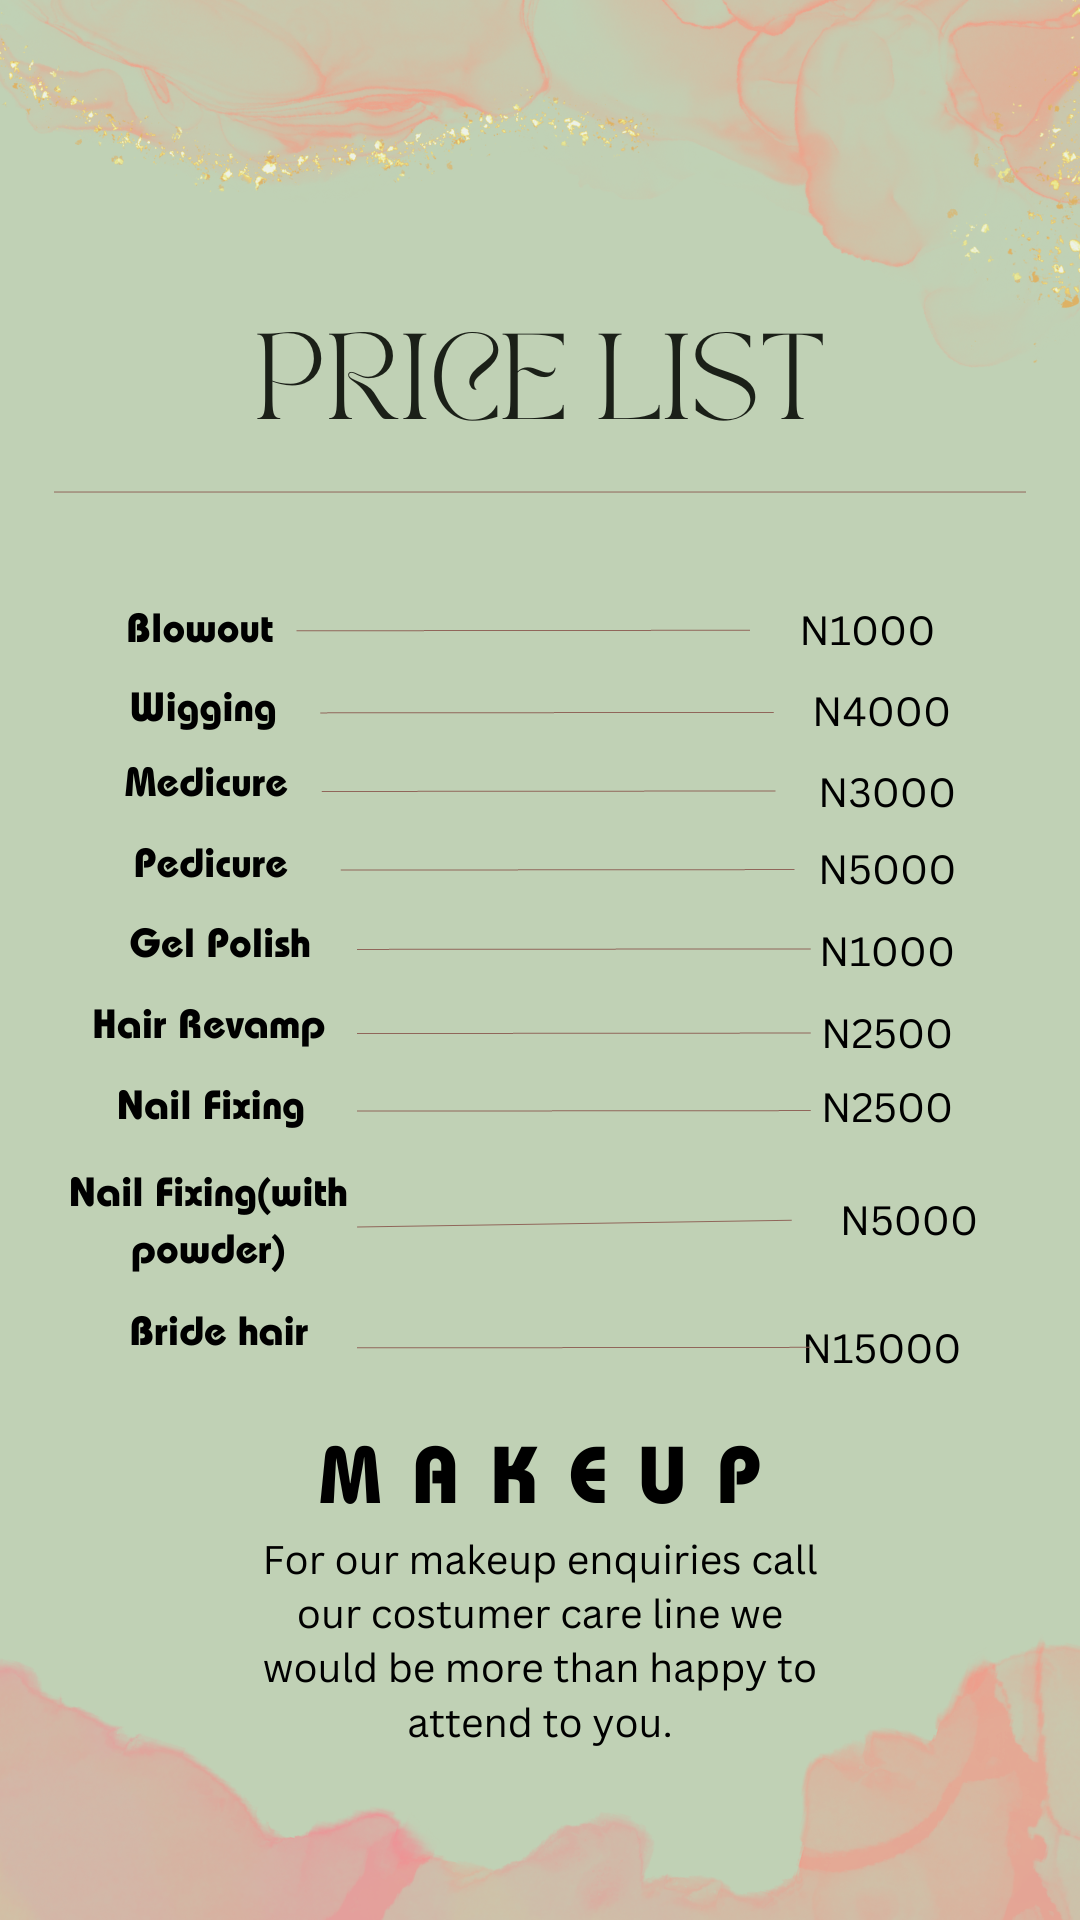 PRICE LIST
Blowout N1000
Wigging N4000
Medicure N3000
Pedicure N5000
Gel Polish N1000
Hair Revamp N2500
Nail Fixing N2500
Nail Fixing(with
powder) N5000
Bride hair N15000
MAKEUP
For our makeup enquiries call
our costumer care line we
would be more than happy to
attend to you.